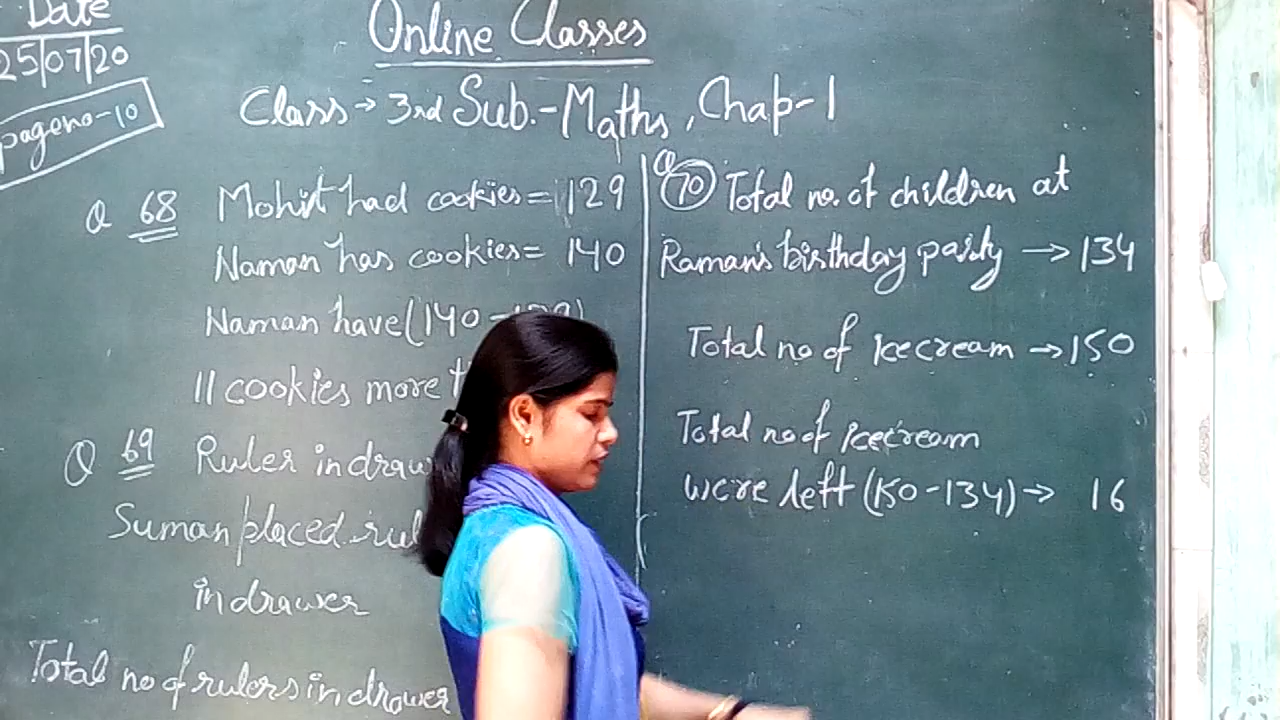 Date
25/07/20
pageno-10
Online Classes
Class → 3rd Sub.-Maths, Chap-1
Q 68 Mohit had cookies = 129
Naman has cookies = 140
Naman have (140 -
11 cookies more
Q 69 Ruler in
Suman placed
in drawer
Total no of rulers in drawer
Q 70 Total no. of children at
Raman's birthday party → 134
Total no of Icecream → 150
Total no of Icecream
were left (150-134) → 16